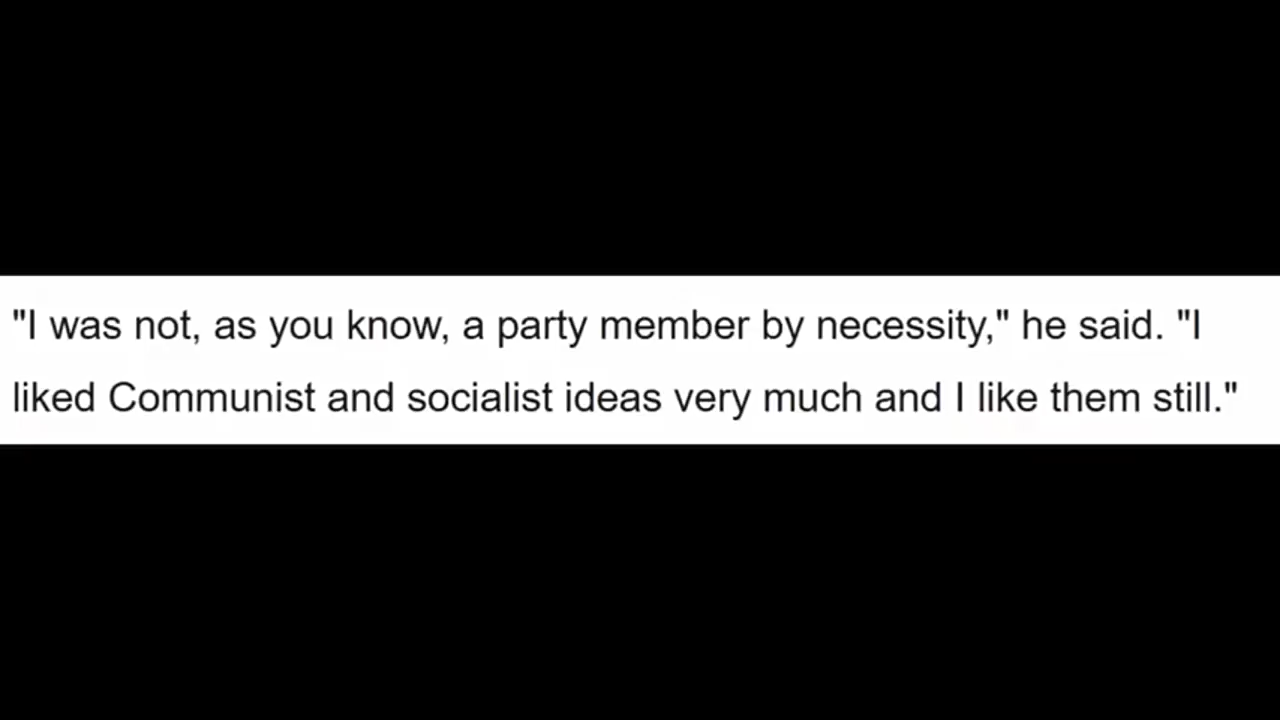 "I was not, as you know, a party member by necessity," he said. "I
liked Communist and socialist ideas very much and I like them still."